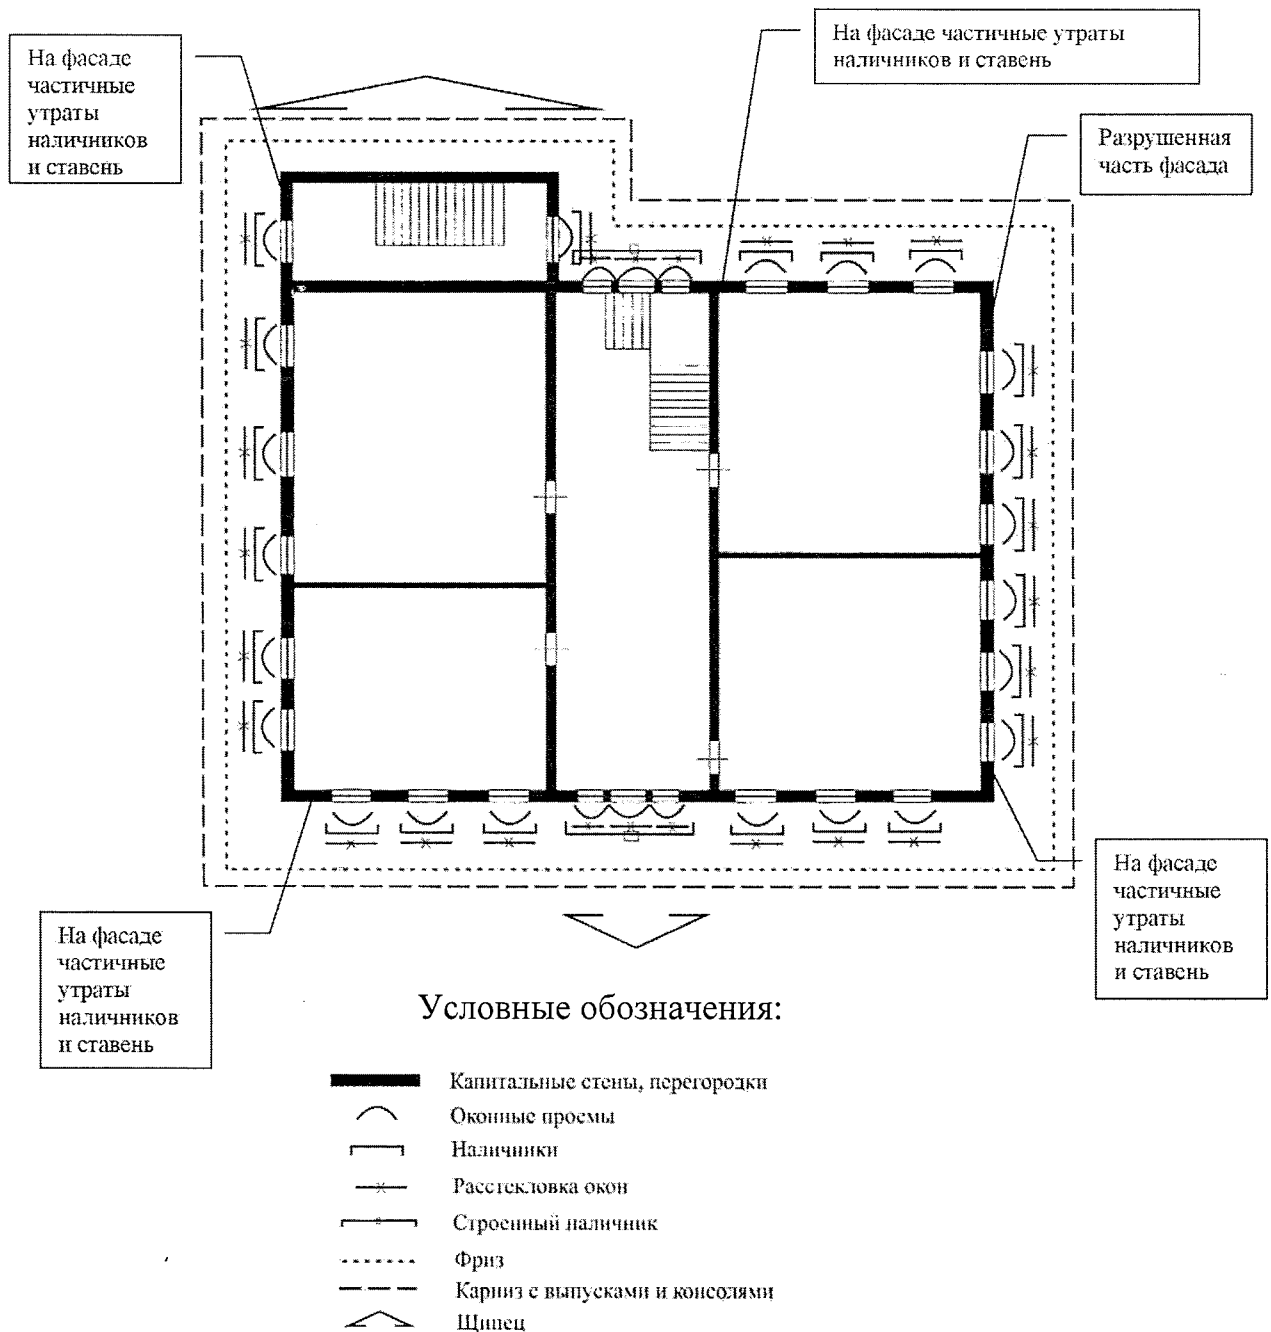 На фасаде
частичные
утраты
наличников
и ставень
На фасаде частичные утраты
наличников и ставень
Разрушенная
часть фасада
На фасаде
частичные
утраты
наличников
и ставень
На фасаде
частичные
утраты
наличников
и ставень
Условные обозначения:
Капитальные стены, перегородки
Оконные проемы
Наличники
Расстекловка окон
Строенный наличник
Фриз
Карниз с выпусками и консолями
Щипец